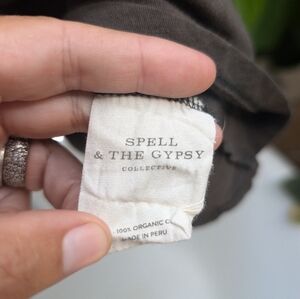 SPELL
& THE GYPSY
COLLECTIVE
100% ORGANIC
MADE IN PERU